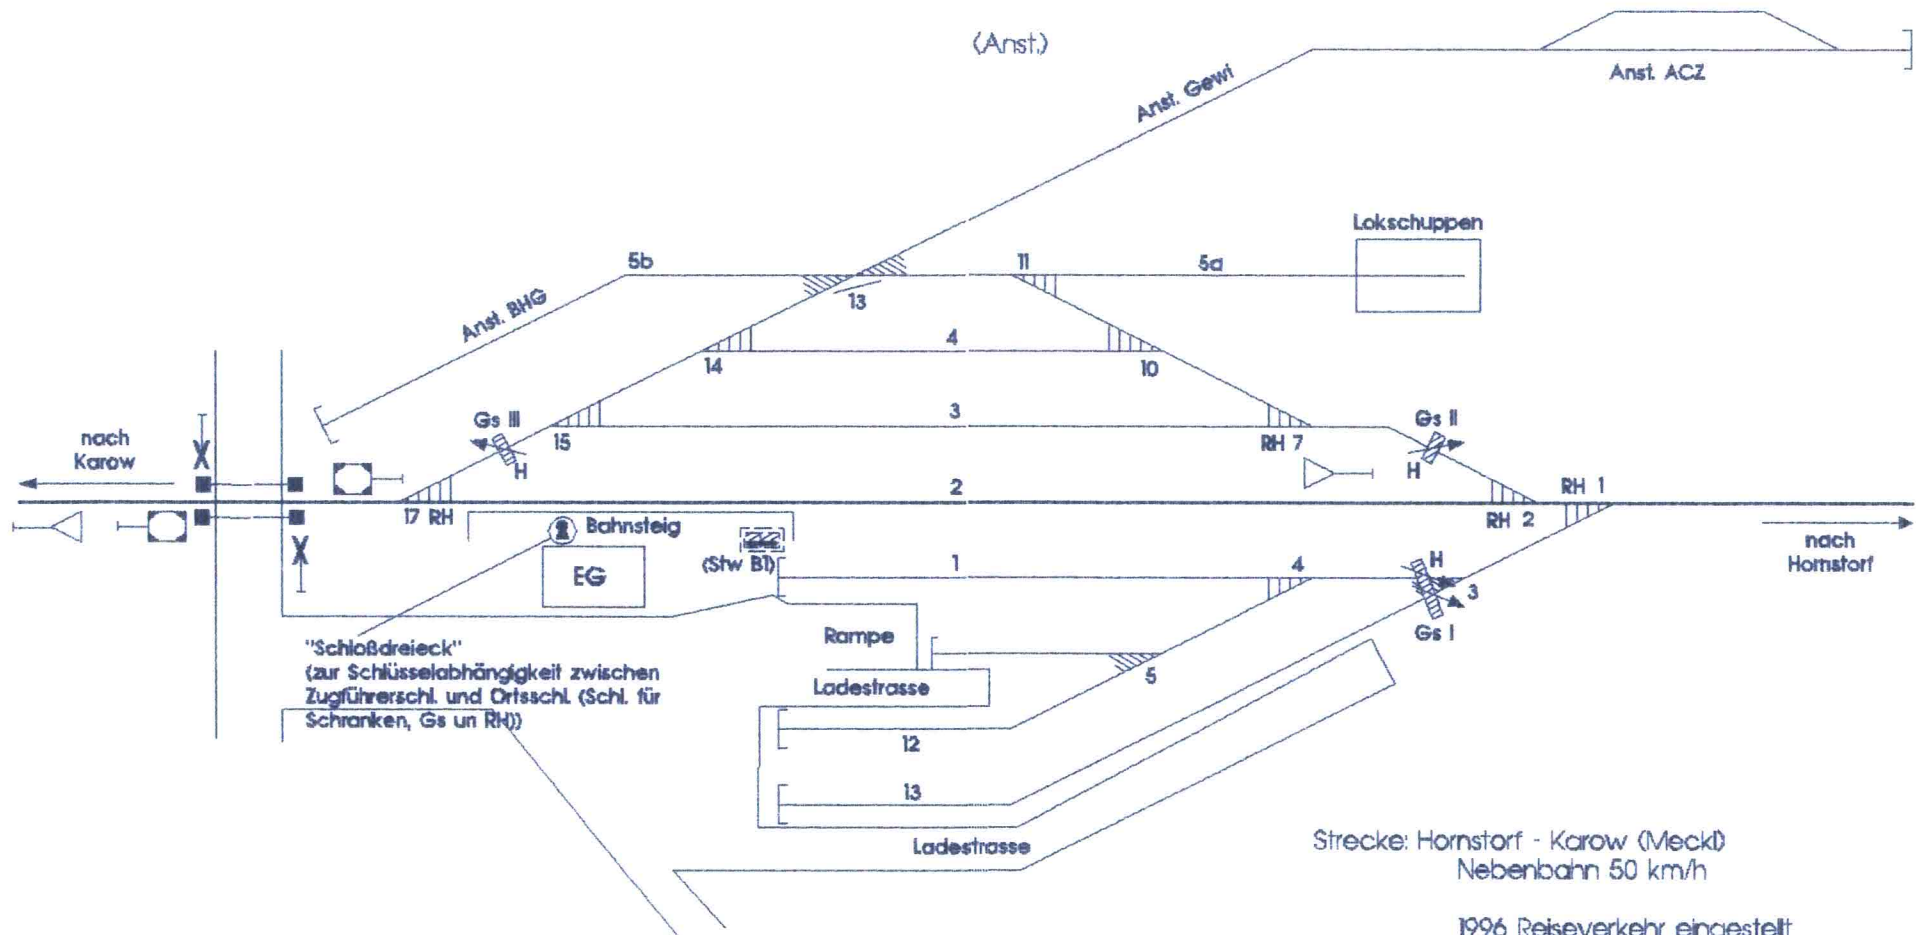 (Anst.)
Anst. Gewi
Anst. ACZ
Lokschuppen
5b
11
5a
13
Anst. BHG
4
14
10
Gs III
3
Gs II
nach
Karow
15
RH 7
H
H
2
RH 1
17 RH
RH 2
Bahnsteig
nach
Hornstorf
(Stw B1)
1
4
H
EG
3
Gs I
Rampe
"Schloßdreieck"
(zur Schlüsselabhängigkeit zwischen
Zugführerschl. und Ortsschl. (Schl. für
Schranken, Gs un RH))
Ladestrasse
5
12
13
Ladestrasse
Strecke: Hornstorf - Karow (Meckl)
Nebenbahn 50 km/h
1996 Reiseverkehr eingestellt